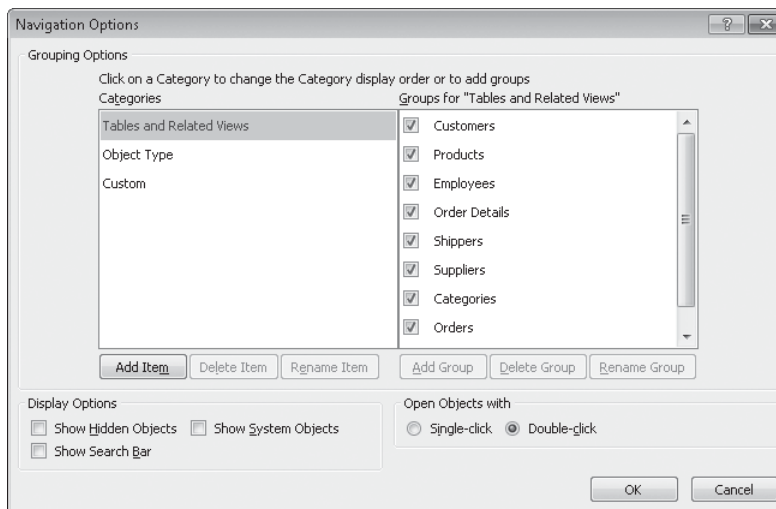 Navigation Options
Grouping Options
Click on a Category to change the Category display order or to add groups
Categories
Groups for "Tables and Related Views"
Tables and Related Views
Object Type
Custom
Customers
Products
Employees
Order Details
Shippers
Suppliers
Categories
Orders
Add Item
Delete Item
Rename Item
Add Group
Delete Group
Rename Group
Display Options
Show Hidden Objects
Show System Objects
Show Search Bar
Open Objects with
Single-click
Double-click
OK
Cancel